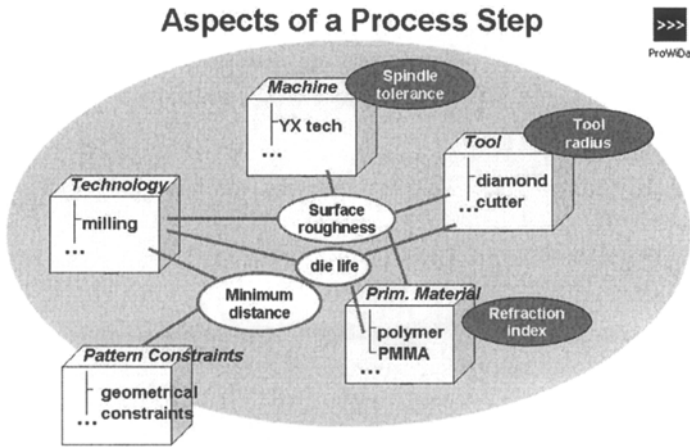 Aspects of a Process Step
>>>
ProWiDa
Machine
YX tech
...
Spindle
tolerance
Tool
radius
Tool
diamond
cutter
...
Technology
milling
...
Surface
roughness
die life
Minimum
distance
Prim. Material
polymer
PMMA
...
Refraction
index
Pattern Constraints
geometrical
constraints
...